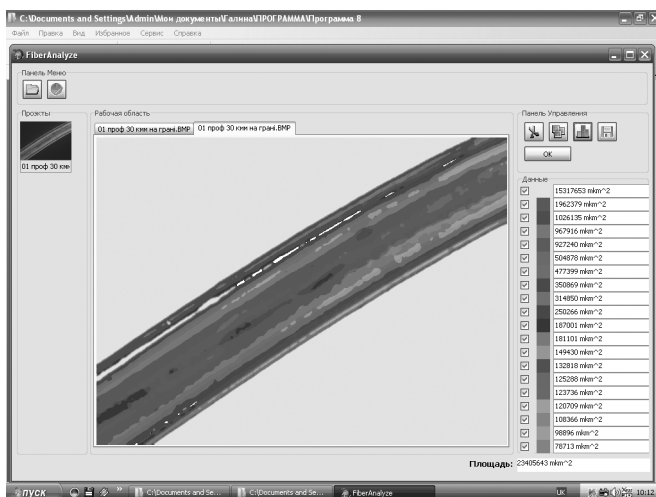 C:\Documents and Settings\Admin\Мои документы\Галина\ПРОГРАММА\Программа 8
Файл Правка Вид Избранное Сервис Справка
FiberAnalyze
Панель Меню
Проэкты
01 проф 30 кмм
Рабочая область
01 проф 30 кмм на грані.BMP 01 проф 30 кмм на грані.BMP
Панель Управления
OK
Данные
15317653 mkm^2
1962379 mkm^2
1026135 mkm^2
967916 mkm^2
927240 mkm^2
504878 mkm^2
477399 mkm^2
350869 mkm^2
314850 mkm^2
250266 mkm^2
187001 mkm^2
181101 mkm^2
149430 mkm^2
132818 mkm^2
125288 mkm^2
123736 mkm^2
120709 mkm^2
108366 mkm^2
98896 mkm^2
78713 mkm^2
Площадь: 23405643 mkm^2
пуск C:\Documents and Se... C:\Documents and Se... FiberAnalyze UK 10:12